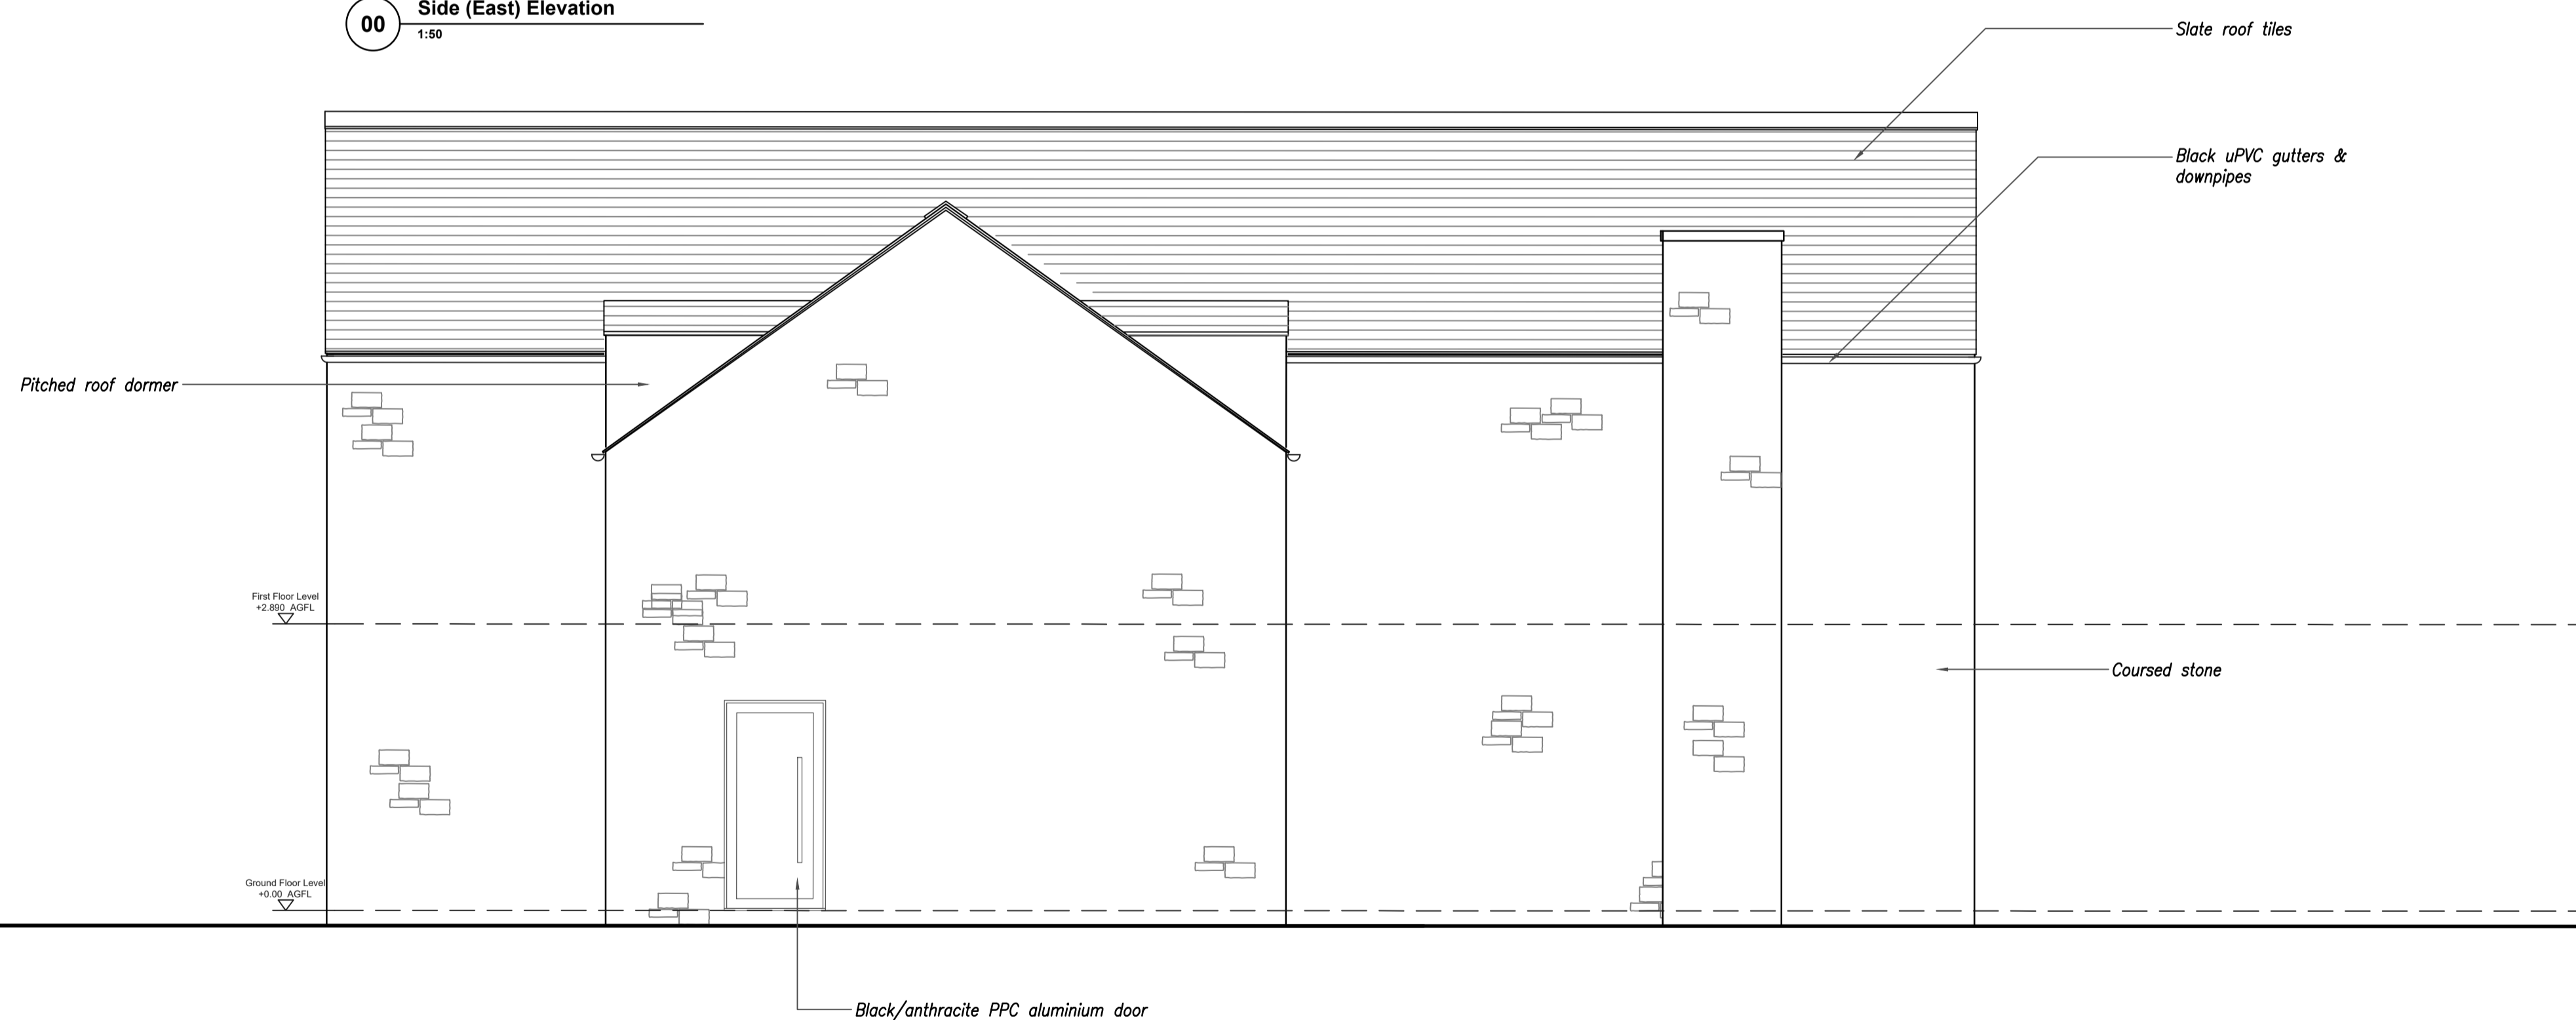 00
Side (East) Elevation
1:50
Slate roof tiles
Black uPVC gutters &
downpipes
Pitched roof dormer
First Floor Level
+2.890 AGFL
Coursed stone
Ground Floor Level
+0.00 AGFL
Black/anthracite PPC aluminium door